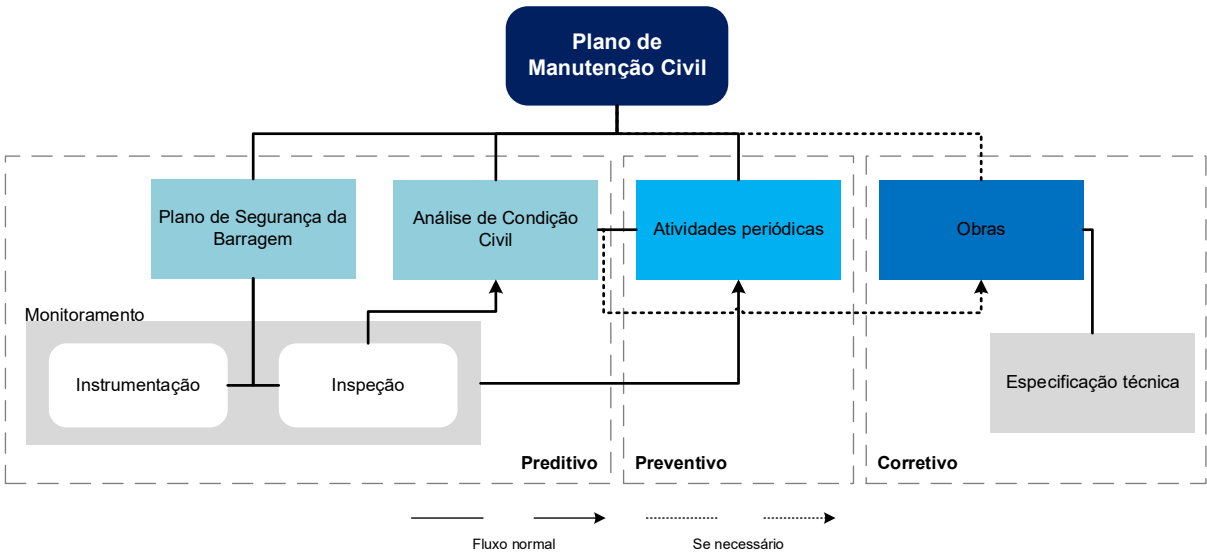 Plano de
Manutenção Civil
Plano de Segurança da
Barragem
Análise de Condição
Civil
Atividades periódicas
Obras
Monitoramento
Instrumentação
Inspeção
Especificação técnica
Preditivo
Preventivo
Corretivo
Fluxo normal
Se necessário